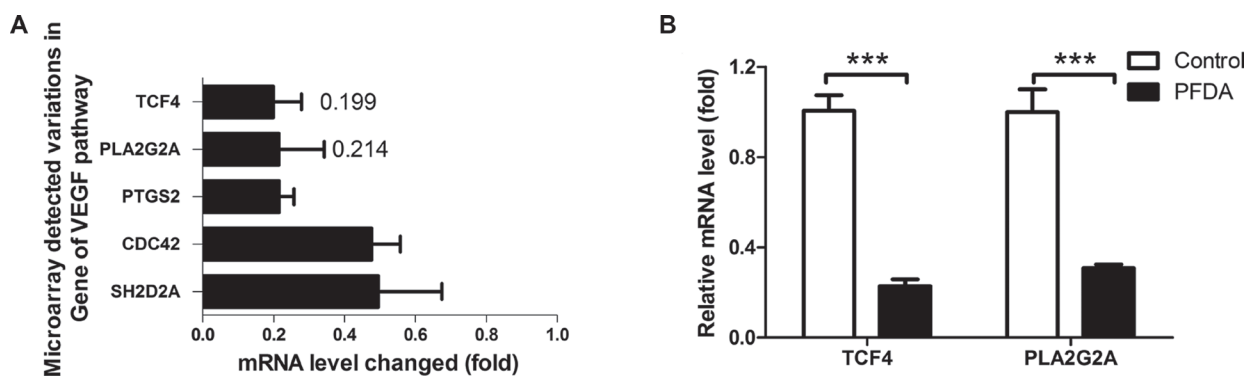 A
Microarray detected variations in
Gene of VEGF pathway
TCF4
0.199
PLA2G2A
0.214
PTGS2
CDC42
SH2D2A
0.0 0.2 0.4 0.6 0.8 1.0
mRNA level changed (fold)
B
Relative mRNA level (fold)
1.2
0.8
0.4
0.0
*** ***
Control
PFDA
TCF4 PLA2G2A